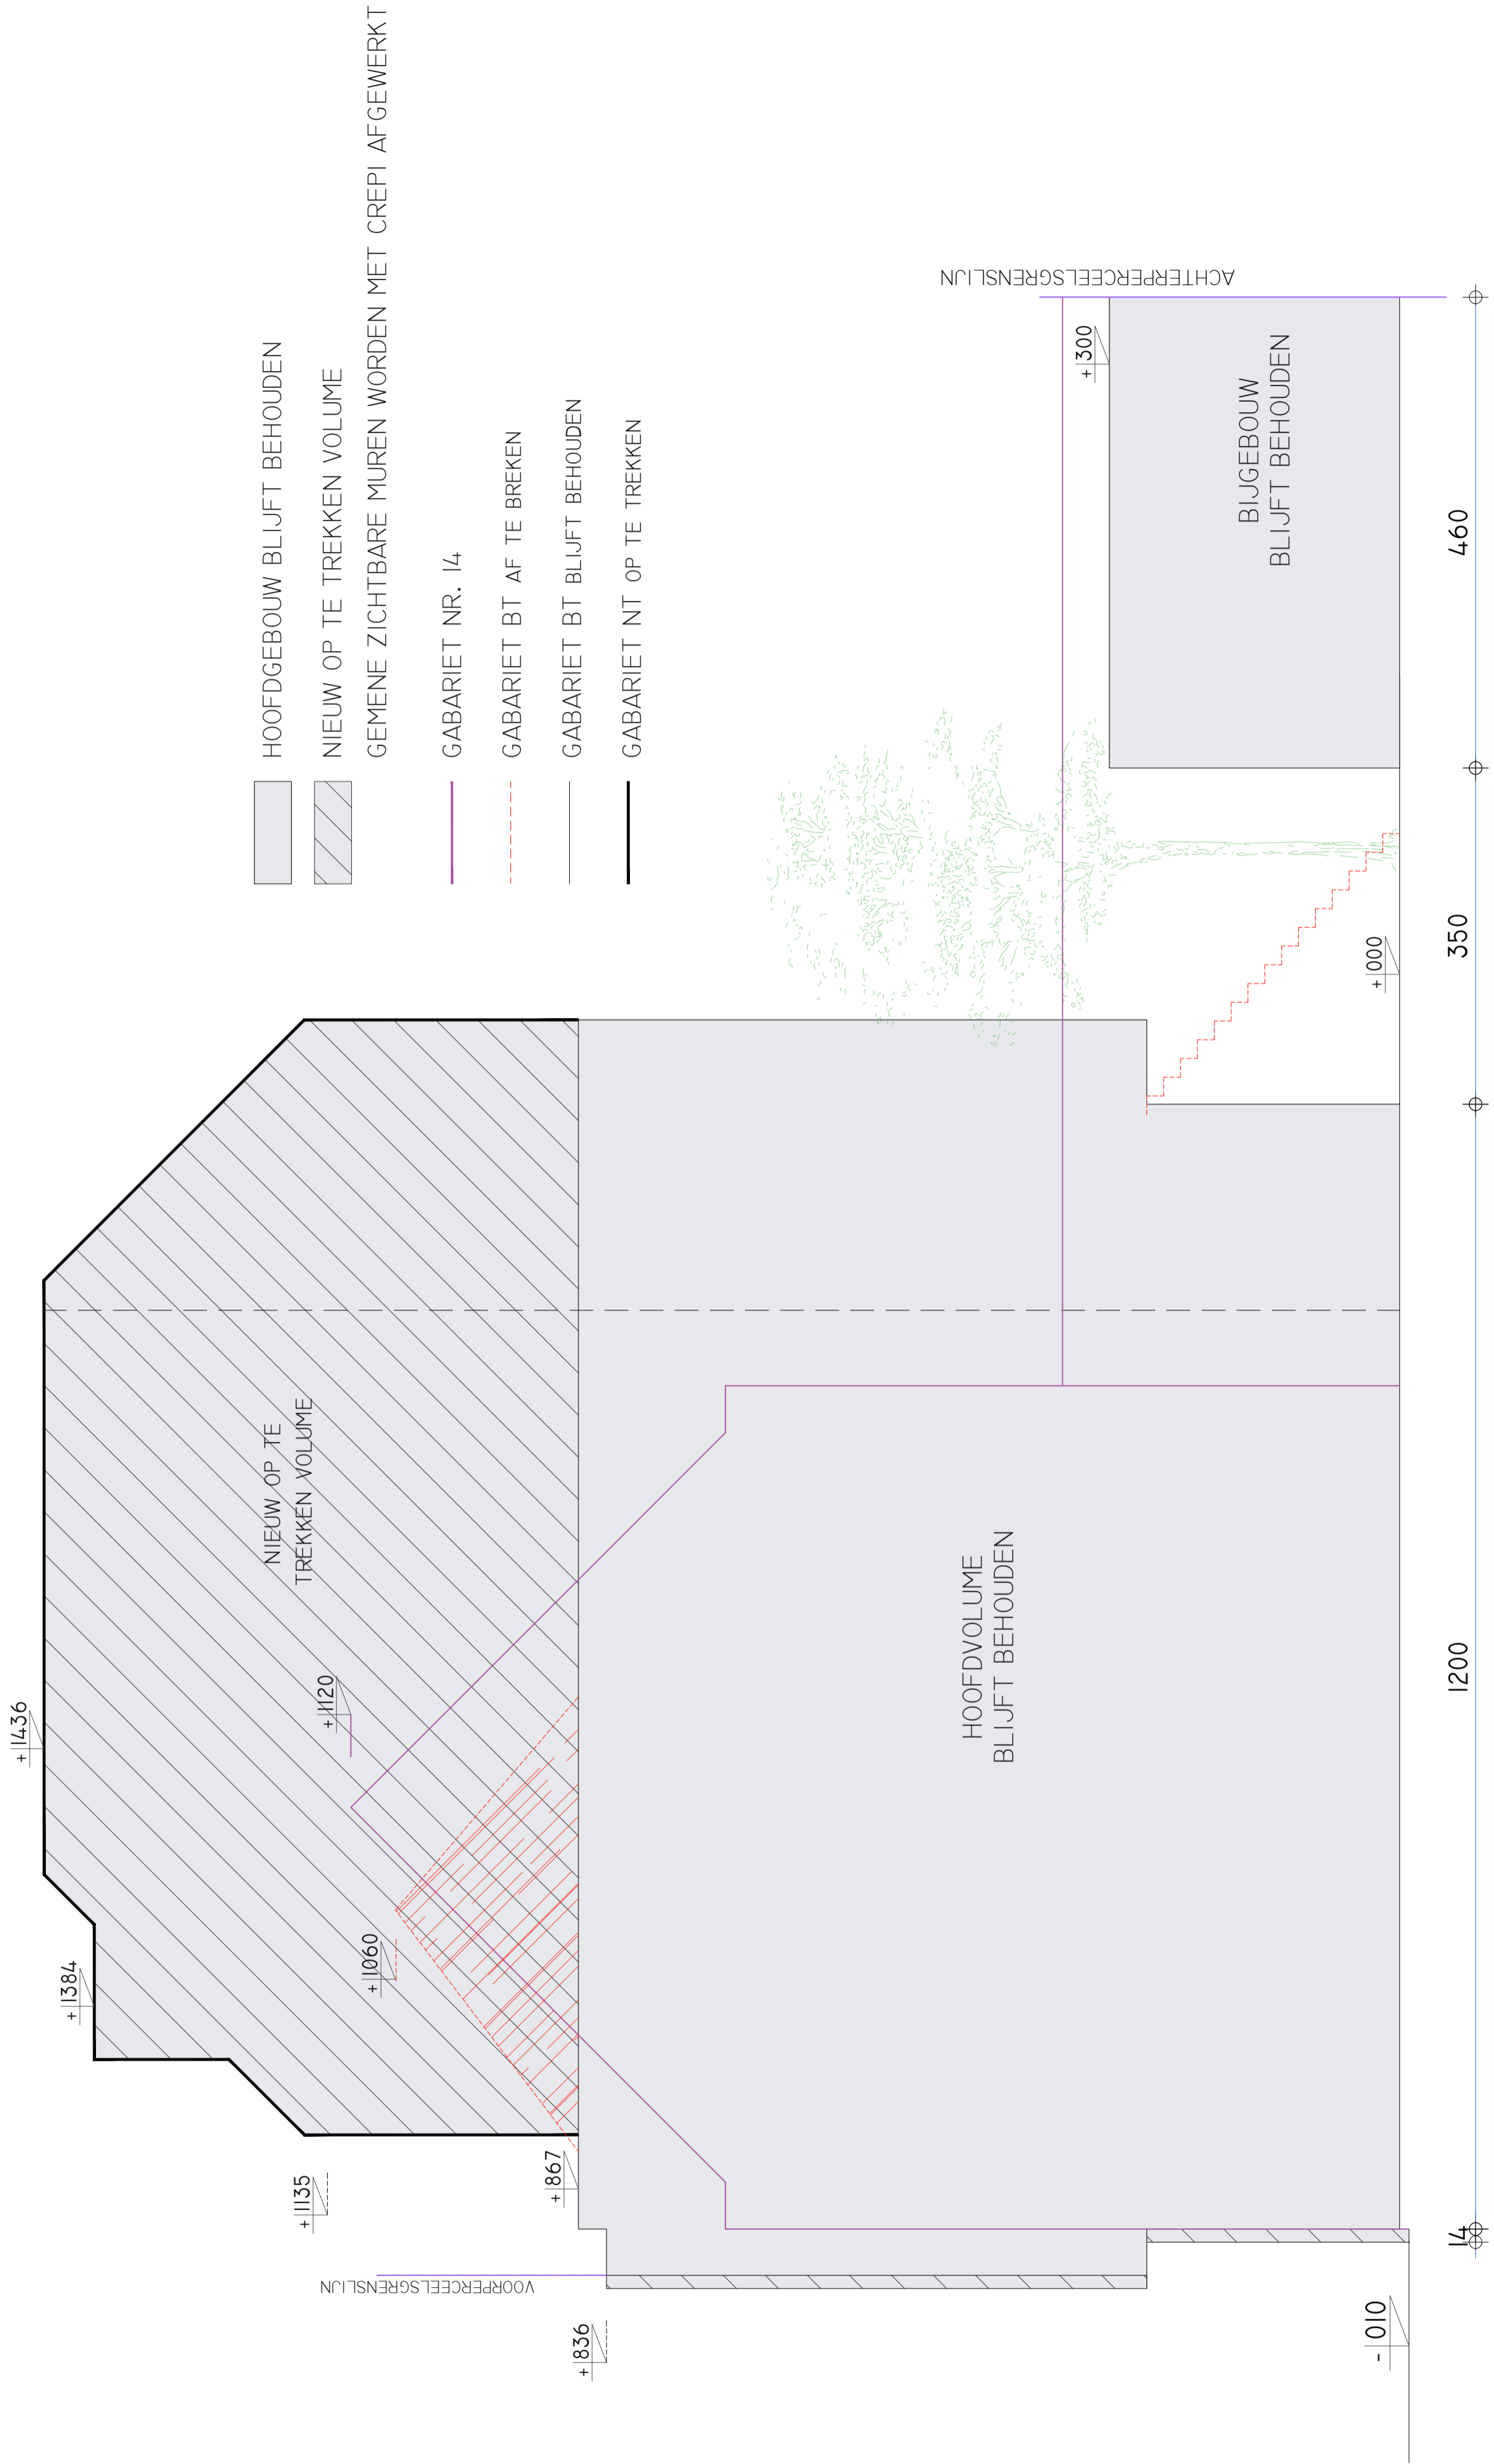 + 1436
+ 1384
+ 1135
+ 1120
+ 1060
+ 867
+ 836
NIEUW OP TE
TREKKEN VOLUME
HOOFDVOLUME
BLIJFT BEHOUDEN
VOORPERCEELSGRENSLIJN
- 010
HOOFDGEBOUW BLIJFT BEHOUDEN
NIEUW OP TE TREKKEN VOLUME
GEMENE ZICHTBARE MUREN WORDEN MET CREPI AFGEWERKT
GABARIET NR. 14
GABARIET BT AF TE BREKEN
GABARIET BT BLIJFT BEHOUDEN
GABARIET NT OP TE TREKKEN
ACHTERPERCEELSGRENSLIJN
+ 300
BIJGEBOUW
BLIJFT BEHOUDEN
+ 000
14
1200
350
460